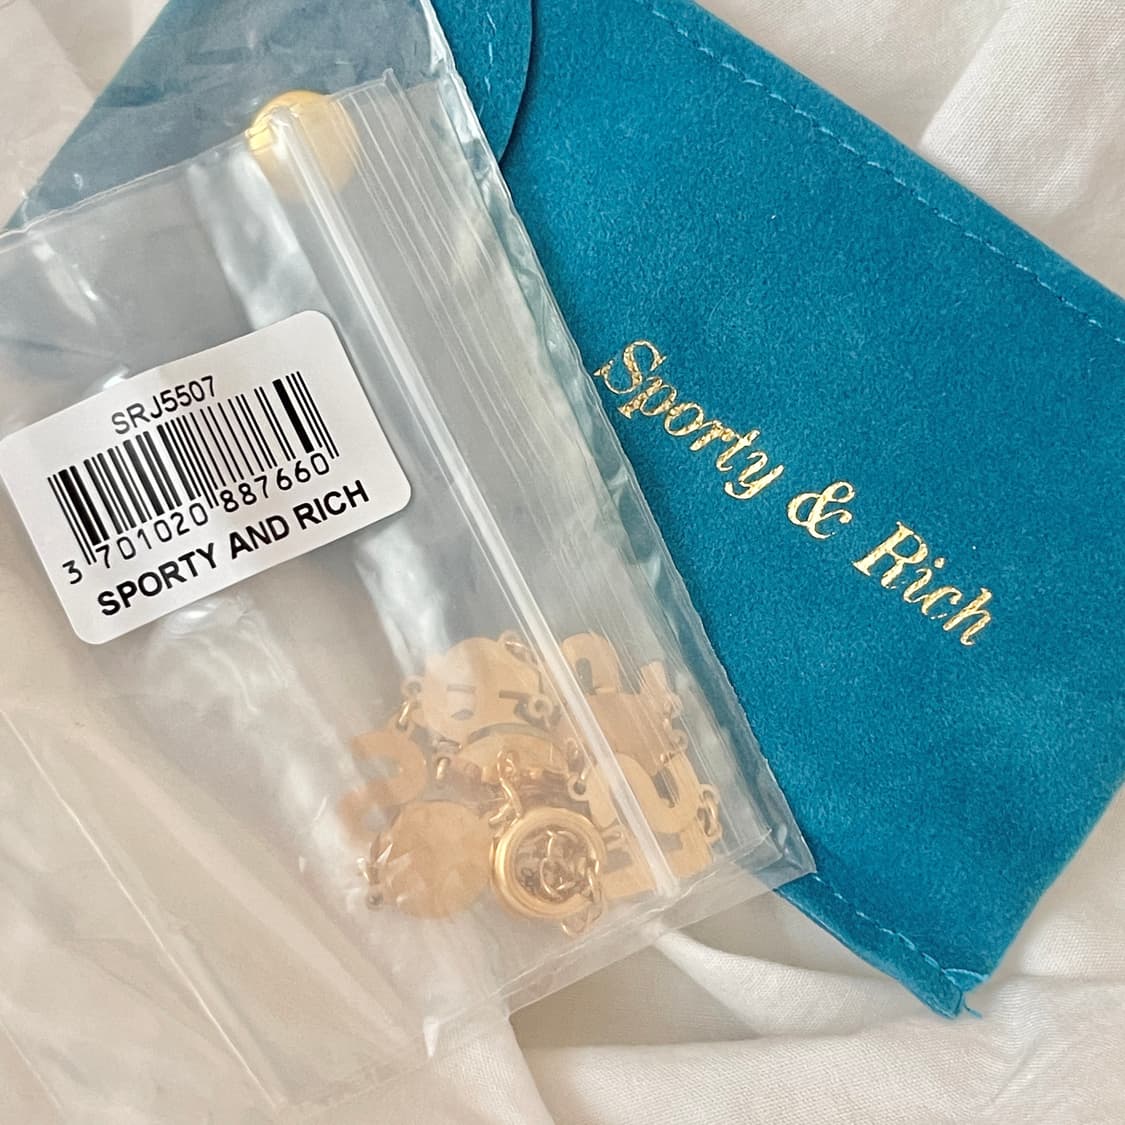 SRJ5507
3 701020 887660
SPORTY AND RICH
Sporty & Rich